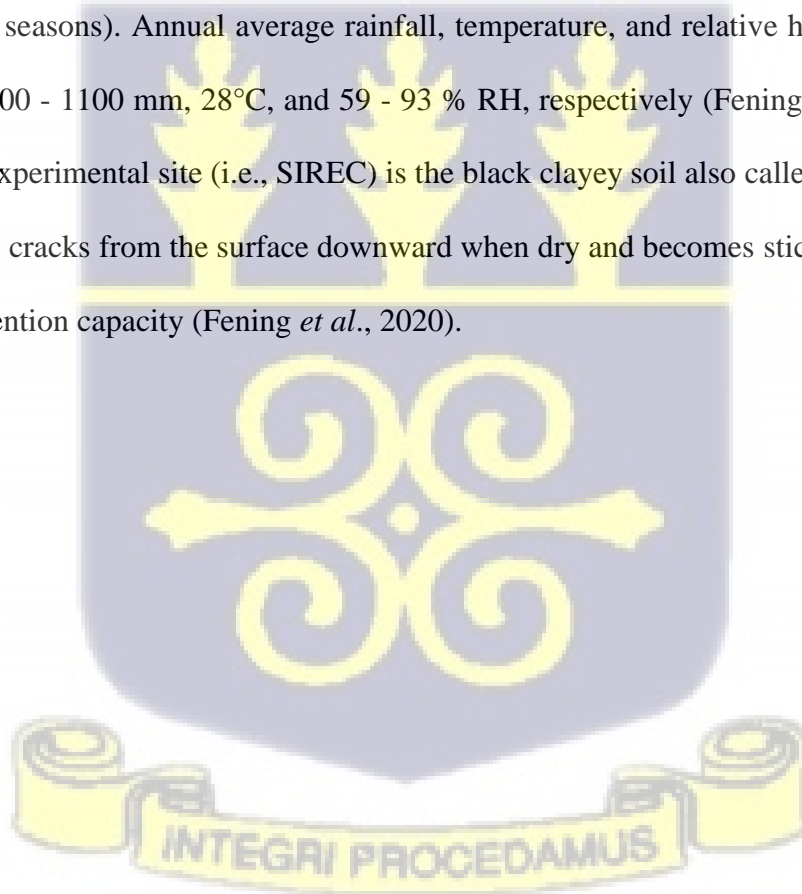 seasons). Annual average rainfall, temperature, and relative h
00 - 1100 mm, 28°C, and 59 - 93 % RH, respectively (Fening
xperimental site (i.e., SIREC) is the black clayey soil also calle
cracks from the surface downward when dry and becomes stic
ention capacity (Fening et al., 2020).
INTEGRI PROCEDAMUS